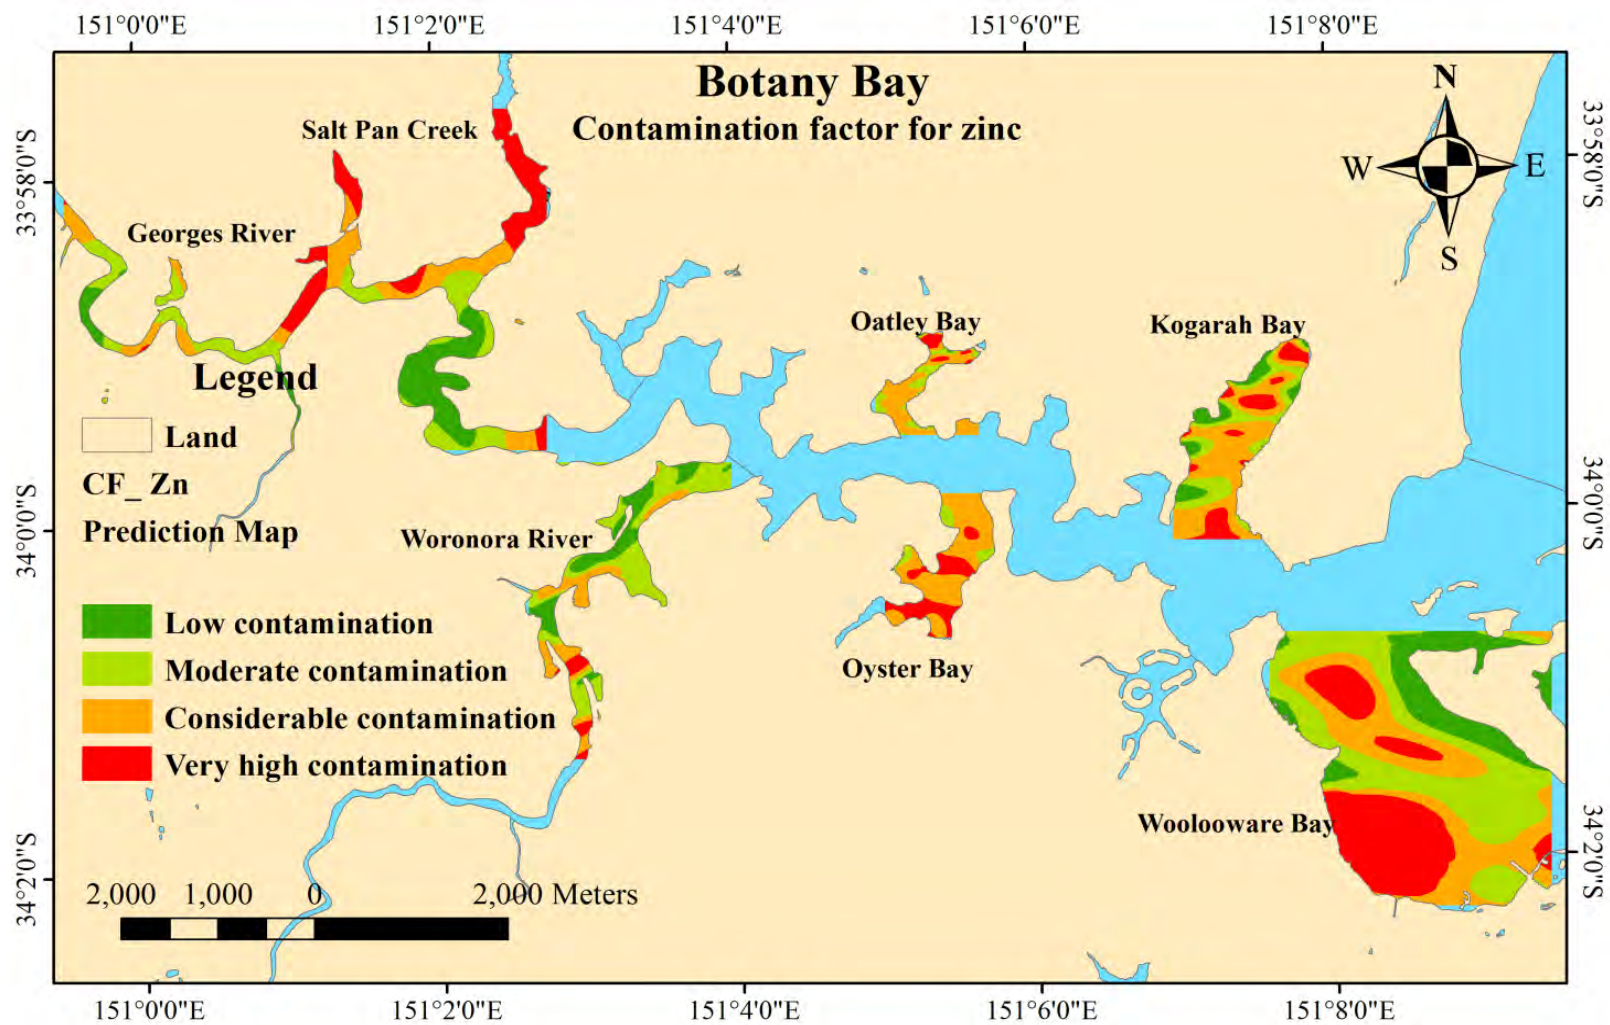 151°0'0"E 151°2'0"E 151°4'0"E 151°6'0"E 151°8'0"E
Botany Bay
Contamination factor for zinc
N
W E
S
33°58'0"S
33°58'0"S
Salt Pan Creek
Georges River
Oatley Bay
Kogarah Bay
Legend
Land
CF_ Zn
Prediction Map
34°0'0"S
34°0'0"S
Woronora River
Low contamination
Moderate contamination
Considerable contamination
Very high contamination
Oyster Bay
Woolooware Bay
34°2'0"S
34°2'0"S
2,000 1,000 0 2,000 Meters
151°0'0"E 151°2'0"E 151°4'0"E 151°6'0"E 151°8'0"E